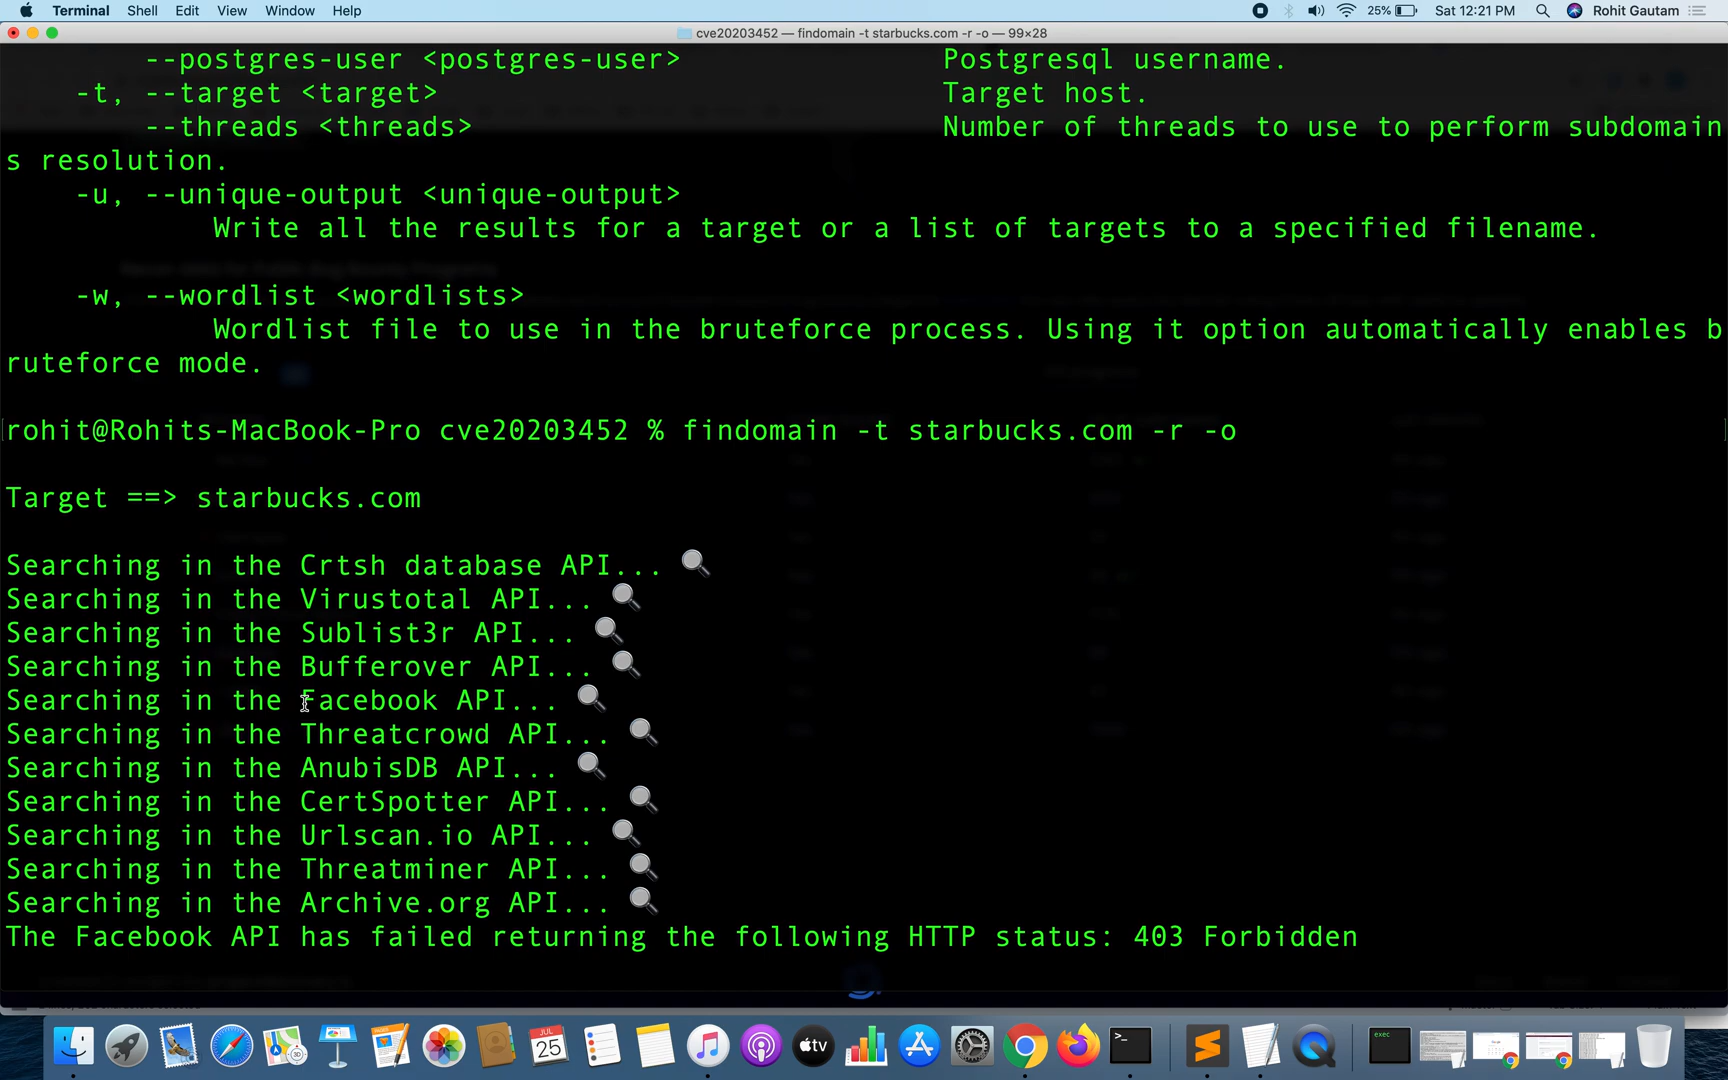 Terminal Shell Edit View Window Help 25% Sat 12:21 PM Rohit Gautam
cve20203452 — findomain -t starbucks.com -r -o — 99×28
--postgres-user <postgres-user> Postgresql username.
-t, --target <target> Target host.
--threads <threads> Number of threads to use to perform subdomain
s resolution.
-u, --unique-output <unique-output>
Write all the results for a target or a list of targets to a specified filename.
-w, --wordlist <wordlists>
Wordlist file to use in the bruteforce process. Using it option automatically enables b
ruteforce mode.
rohit@Rohits-MacBook-Pro cve20203452 % findomain -t starbucks.com -r -o
Target ==> starbucks.com
Searching in the Crtsh database API...
Searching in the Virustotal API...
Searching in the Sublist3r API...
Searching in the Bufferover API...
Searching in the Facebook API...
Searching in the Threatcrowd API...
Searching in the AnubisDB API...
Searching in the CertSpotter API...
Searching in the Urlscan.io API...
Searching in the Threatminer API...
Searching in the Archive.org API...
The Facebook API has failed returning the following HTTP status: 403 Forbidden
JUL
25
tv
>_
exec